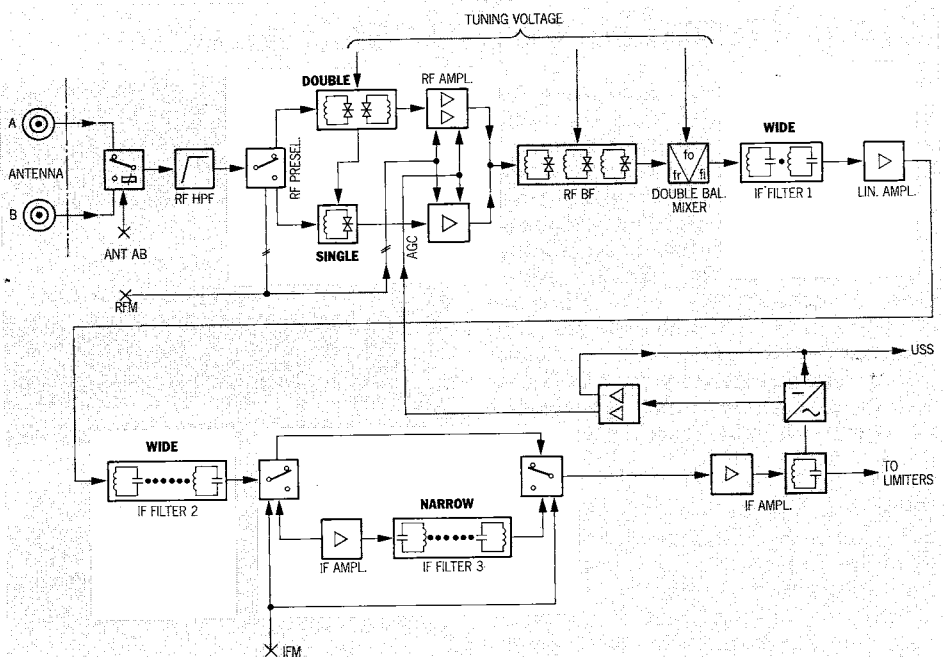 TUNING VOLTAGE
DOUBLE
RF AMPL.
A
ANTENNA
B
ANT AB
RFM
RF HPF
RF PRESEL.
SINGLE
AGC
RF BF
fo
fr
fi
DOUBLE BAL.
MIXER
WIDE
IF FILTER 1
LIN. AMPL.
USS
WIDE
IF FILTER 2
IF AMPL.
NARROW
IF FILTER 3
IF AMPL.
TO
LIMITERS
IFM